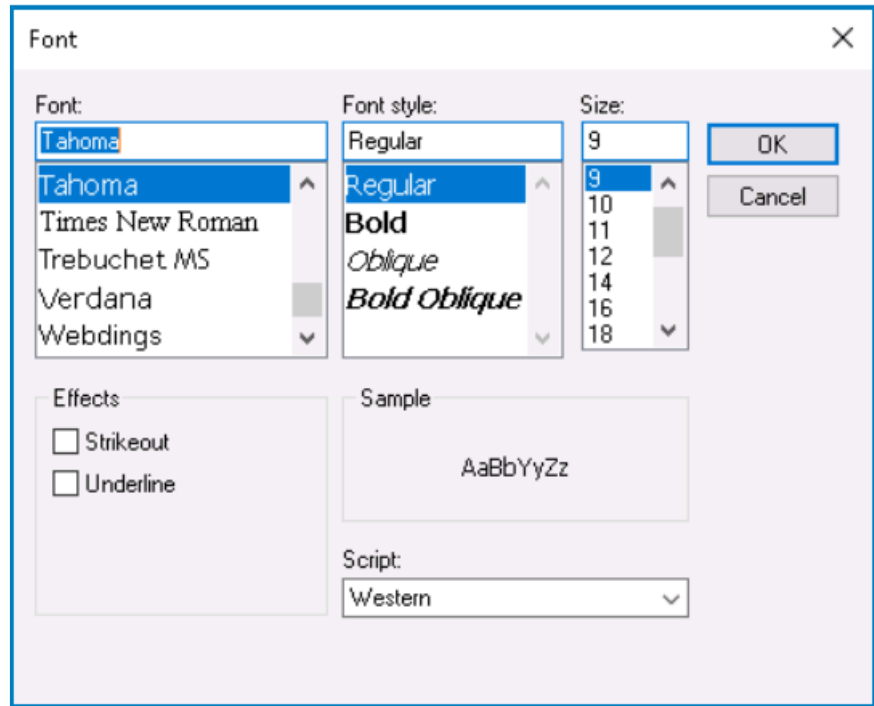 Font
Font:
Font style:
Size:
Tahoma
Regular
9
OK
Cancel
Tahoma
Times New Roman
Trebuchet MS
Verdana
Webdings
Regular
Bold
Oblique
Bold Oblique
9
10
11
12
14
16
18
Effects
Strikeout
Underline
Sample
AaBbYyZz
Script:
Western